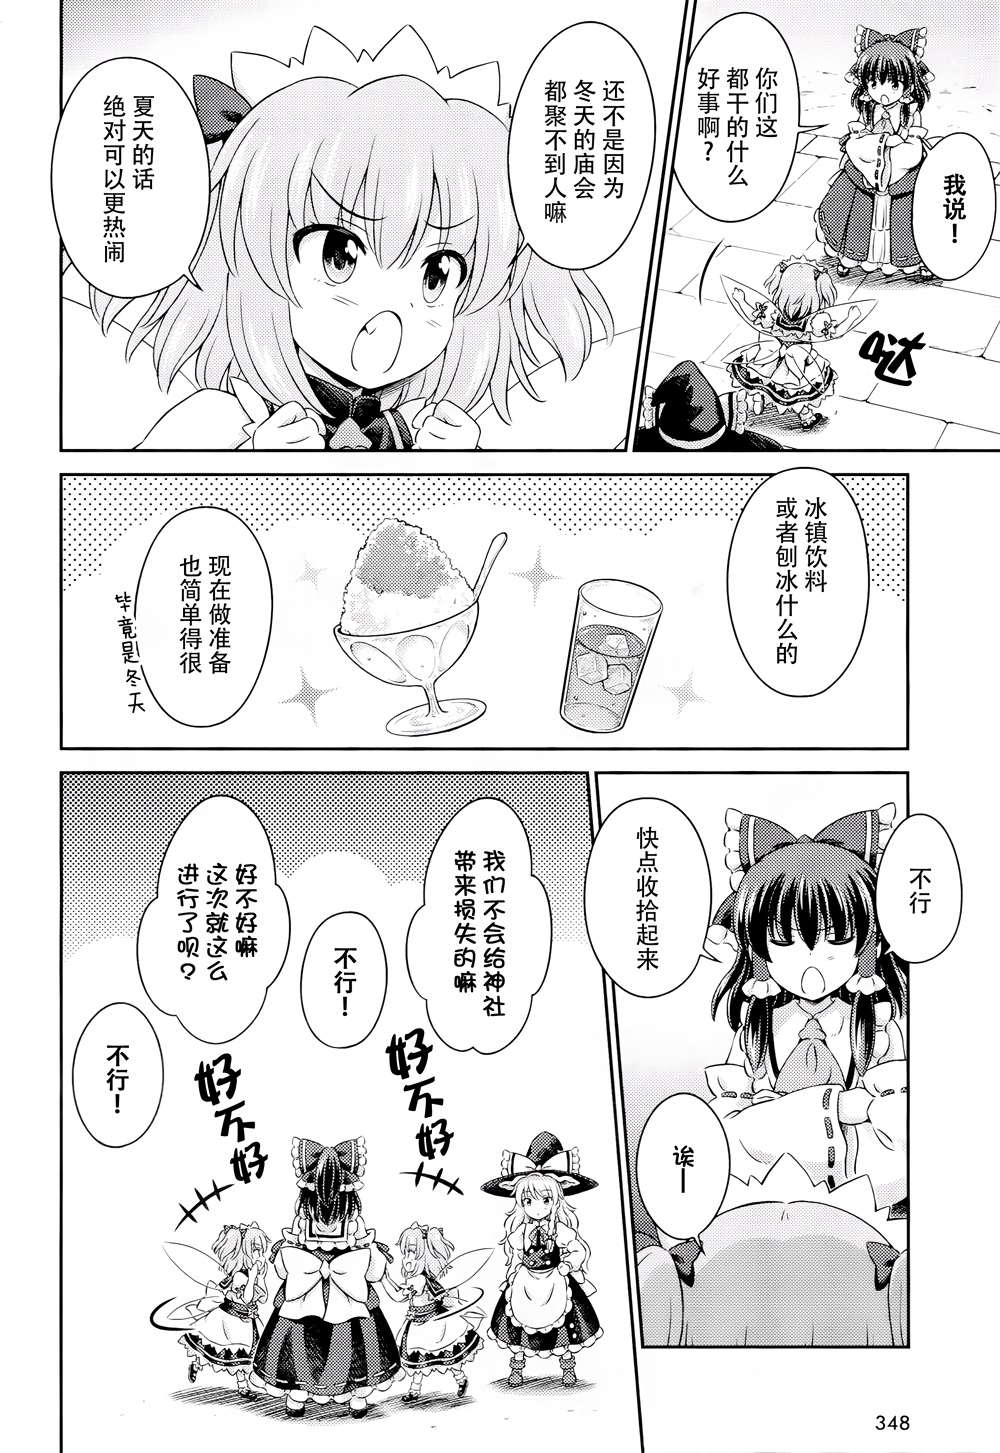 我说！
你们这
都干的什么
好事啊？
哒
还不是因为
冬天的庙会
都聚不到人嘛
夏天的话
绝对可以更热闹
冰镇饮料
或者刨冰什么的
现在做准备
也简单得很
毕竟是冬天
不行
快点收拾起来
诶—
我们不会给神社
带来损失的嘛
好不好
不行！
好不好嘛
这次就这么
进行了呗？
好不好
不行！
348